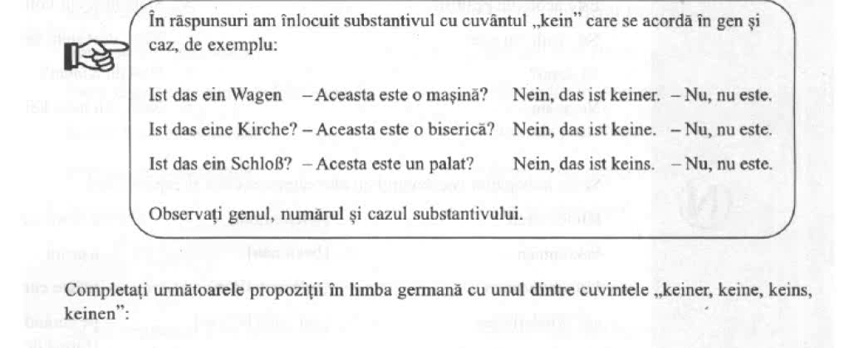 În răspunsuri am înlocuit substantivul cu cuvântul „kein” care se acordă în gen și
caz, de exemplu:
Ist das ein Wagen – Aceasta este o mașină? Nein, das ist keiner. – Nu, nu este.
Ist das eine Kirche? – Aceasta este o biserică? Nein, das ist keine. – Nu, nu este.
Ist das ein Schloß? – Acesta este un palat? Nein, das ist keins. – Nu, nu este.
Observați genul, numărul și cazul substantivului.
Completați următoarele propoziții în limba germană cu unul dintre cuvintele „keiner, keine, keins,
keinen”: